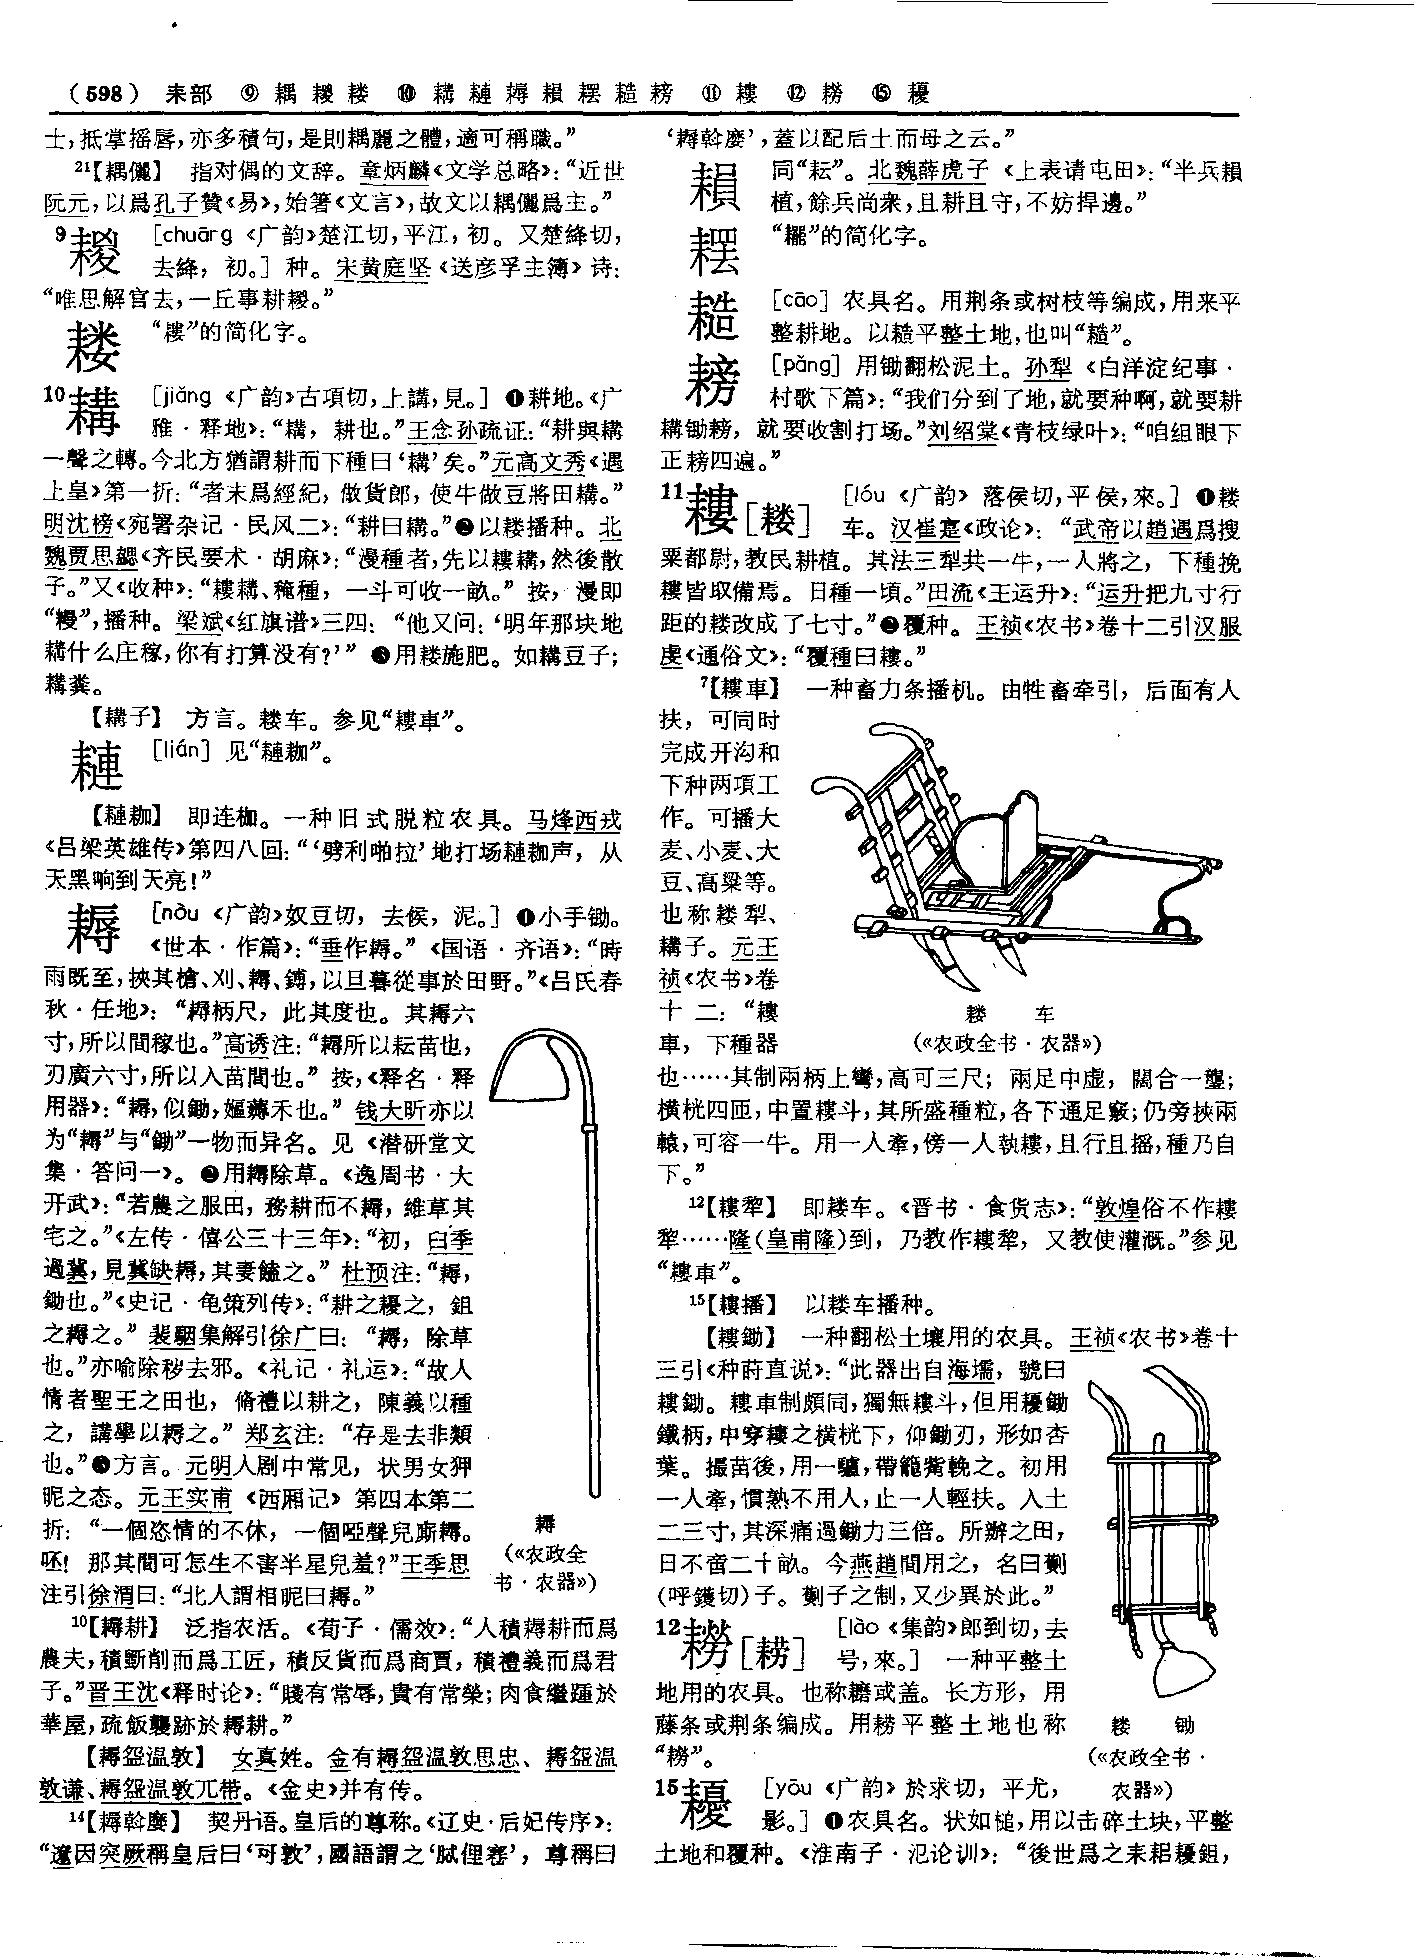 (598) 耒部 ⑨ 耦 䅰 耧 ⑩ 耩 䎫 耨 𦔐 䎱 耥 耪 ⑪ 耬 ⑫ 耮 ⑮ 耰
士，抵掌摇唇，亦多積句，是則耦麗之體，適可稱職。”
²¹【耦儷】 指对偶的文辞。章炳麟《文学总略》：“近世
阮元，以爲孔子贊《易》，始箸《文言》，故文以耦儷爲主。”
[chuāng 《广韵》楚江切，平江，初。又楚絳切，
去絳，初。] 种。宋黄庭坚《送彦孚主簿》诗：
“耬”的简化字。
10耩 [jiǎng 《广韵》古項切，上講，見。] ❶耕地。《广
雅·释地》：“耩，耕也。”王念孙疏证：“耕與耩
一聲之轉。今北方猶謂耕而下種曰‘耩’矣。”元高文秀《遇
上皇》第一折：“者末爲經紀，做貨郎，使牛做豆將田耩。”
明沈榜《宛署杂记·民风二》：“耕曰耩。”❷以耧播种。北
魏贾思勰《齐民要术·胡麻》：“漫種者，先以耬耩，然後散
子。”又《收种》：“耬耩、稀種，一斗可收一畝。” 按，漫即
播种。梁斌《红旗谱》三四：“他又问：‘明年那块地
耩什么庄稼，你有打算没有？’” ❸用耧施肥。如耩豆子；
耩粪。
【耩子】 方言。耧车。参见“耬車”。
[lián] 见
即连枷。一种旧式脱粒农具。马烽西戎
《吕梁英雄传》第四八回：“‘劈利啪拉’地打场
天黑响到天亮！”
耨 [nòu 《广韵》奴豆切，去候，泥。] ❶小手锄。
《世本·作篇》：“垂作耨。”《国语·齐语》：“時
雨既至，挾其槍、刈、耨、鎛，以旦暮從事於田野。”《吕氏春
秋·任地》：“耨柄尺，此其度也。其耨六
寸，所以間稼也。”高诱注：“耨所以耘苗也，
刃廣六寸，所以入苗間也。” 按，《释名·释
用器》：“耨，似鋤，嫗薅禾也。” 钱大昕亦以
为“耨”与“鋤”一物而异名。见《潜研堂文
集·答问一》。❷用耨除草。《逸周书·大
开武》：“若農之服田，務耕而不耨，維草其
宅之。”《左传·僖公三十三年》：“初，臼季
過冀，見冀缺耨，其妻饁之。” 杜预注：“耨，
鋤也。”《史记·龟策列传》：“耕之耰之，鉏
之耨之。” 裴駰集解引徐广曰：“耨，除草
也。”亦喻除秽去邪。《礼记·礼运》：“故人
情者聖王之田也，脩禮以耕之，陳義以種
之，講學以耨之。” 郑玄注：“存是去非類
也。”❸方言。元明人剧中常见，状男女狎
昵之态。元王实甫《西厢记》第四本第二
折：“一個恣情的不休，一個啞聲兒廝耨。
呸！那其間可怎生不害半星兒羞？”王季思
注引徐渭曰：“北人謂相昵曰耨。”
耨
（《农政全
书·农器》）
¹⁰【耨耕】 泛指农活。《荀子·儒效》：“人積耨耕而爲
農夫，積斲削而爲工匠，積反貨而爲商賈，積禮義而爲君
子。”晋王沈《释时论》：“賤有常辱，貴有常榮；肉食繼踵於
華屋，疏飯襲跡於耨耕。”
【耨盌温敦】 女真姓。金有耨盌温敦思忠、耨盌温
敦谦、耨盌温敦兀带。《金史》并有传。
¹⁴【耨斡麽】 契丹语。皇后的尊称。《辽史·后妃传序》：
“遼因突厥稱皇后曰‘可敦’，國語謂之‘脦俚寋’，尊稱曰
‘耨斡麽’，蓋以配后土而母之云。”
同“耘”。北魏薛虎子《上表请屯田》：“半兵
植，餘兵尚衆，且耕且守，不妨捍邊。”
的简化字。
[cāo] 农具名。用荆条或树枝等编成，用来平
整耕地。
耪 [pǎng] 用锄翻松泥土。孙犁《白洋淀纪事·
村歌下篇》：“我们分到了地，就要种啊，就要耕
耩锄耪，就要收割打场。”刘绍棠《青枝绿叶》：“咱组眼下
正耪四遍。”
11耬［耧］ [lóu 《广韵》落侯切，平侯，來。] ❶耧
车。汉崔寔《政论》：“武帝以趙過爲搜
粟都尉，教民耕植。其法三犁共一牛，一人將之，下種挽
耬皆取備焉。日種一頃。”田流《王运升》：“运升把九寸行
距的耧改成了七寸。”❷覆种。王祯《农书》卷十二引汉服
虔《通俗文》：“覆種曰耬。”
⁷【耬車】 一种畜力条播机。由牲畜牵引，后面有人
扶，可同时
完成开沟和
下种两项工
作。可播大
麦、小麦、大
豆、高粱等。
也称耧犁、
耩子。元王
祯《农书》卷
十二：“耬
車，下種器
耧 车
（《农政全书·农器》）
也……其制兩柄上彎，高可三尺；兩足中虚，闊合一壟；
横桄四匝，中置耬斗，其所盛種粒，各下通足竅；仍旁挾兩
轅，可容一牛。用一人牽，傍一人執耬，且行且摇，種乃自
下。”
¹²【耬犂】 即耧车。《晋书·食货志》：“敦煌俗不作耬
犂……隆(皇甫隆)到，乃教作耬犂，又教使灌溉。”参见
“耬車”。
¹⁵【耬播】 以耧车播种。
【耬鋤】 一种翻松土壤用的农具。王祯《农书》卷十
三引《种莳直说》：“此器出自海壖，號曰
耬鋤。耬車制頗同，獨無耬斗，但用耰鋤
鐵柄，中穿耬之横桄下，仰鋤刃，形如杏
葉。撮苗後，用一驢，帶籠觜輓之。初用
一人牽，慣熟不用人，止一人輕扶。入土
二三寸，其深痛過鋤力三倍。所辦之田，
日不啻二十畝。今燕趙間用之，名曰劐
(呼鑊切)子。劐子之制，又少異於此。”
耧 锄
（《农政全书·
农器》）
12耮［耢］ [lào 《集韵》郎到切，去
号，來。] 一种平整土
地用的农具。也称耱或盖。长方形，用
藤条或荆条编成。用耢平整土地也称
“耮”。
15耰 [yōu 《广韵》於求切，平尤，
影。] ❶农具名。状如槌，用以击碎土块，平整
土地和覆种。《淮南子·氾论训》：“後世爲之耒耜耰鉏，